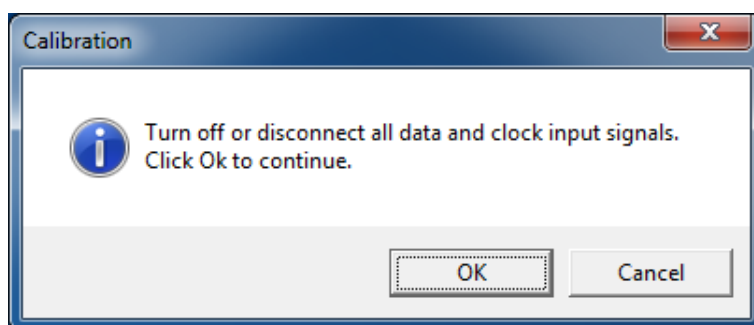 Calibration
Turn off or disconnect all data and clock input signals.
Click Ok to continue.
OK
Cancel